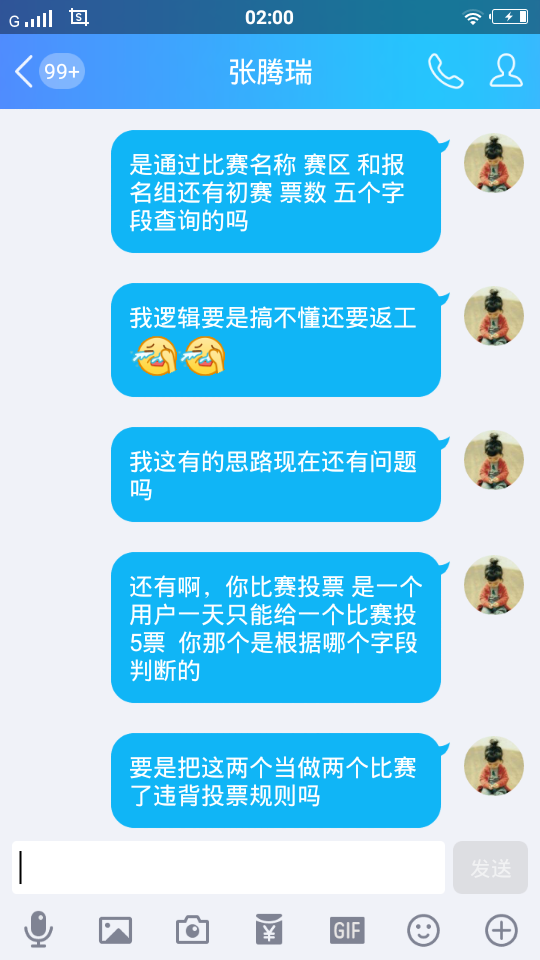 G
S
02:00
99+
张腾瑞
是通过比赛名称 赛区 和报
名组还有初赛 票数 五个字
段查询的吗
我逻辑要是搞不懂还要返工
我这有的思路现在还有问题
吗
还有啊，你比赛投票 是一个
用户一天只能给一个比赛投
5票  你那个是根据哪个字段
判断的
要是把这两个当做两个比赛
了违背投票规则吗
发送
¥
GIF